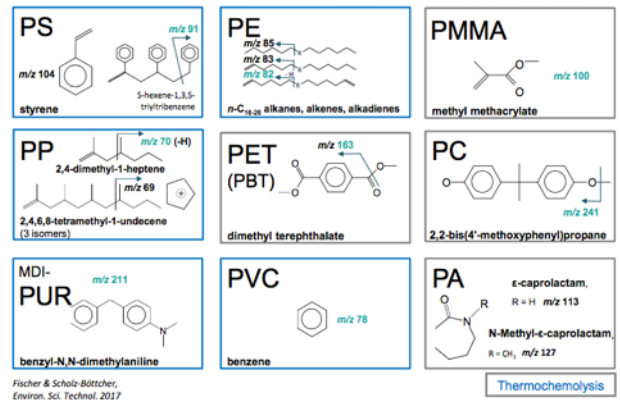 PS
m/z 91
m/z 104
styrene
5-hexene-1,3,5-
triyltribenzene
PE
m/z 85
R
m/z 83
R
m/z 82
- H
R
n-C16-26 alkanes, alkenes, alkadienes
PMMA
O
O
m/z 100
methyl methacrylate
PP
m/z 70 (-H)
2,4-dimethyl-1-heptene
m/z 69
2,4,6,8-tetramethyl-1-undecene
(3 isomers)
PET
(PBT)
m/z 163
O
O
O
O
dimethyl terephthalate
PC
O
O
m/z 241
2,2-bis(4'-methoxyphenyl)propane
MDI-
PUR
m/z 211
N
benzyl-N,N-dimethylaniline
PVC
m/z 78
benzene
PA
ε-caprolactam,
O
R
R = H m/z 113
N
N-Methyl-ε-caprolactam,
R = CH3 m/z 127
Fischer & Scholz-Böttcher,
Environ. Sci. Technol. 2017
Thermochemolysis